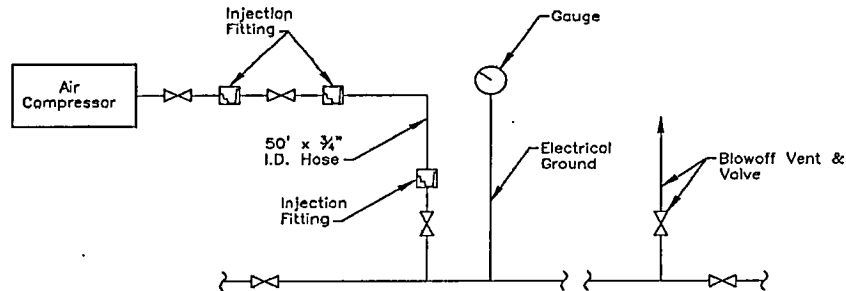 Injection
Fitting
Gauge
Air
Compressor
50' x ¾"
I.D. Hose
Electrical
Ground
Blowoff Vent &
Valve
Injection
Fitting